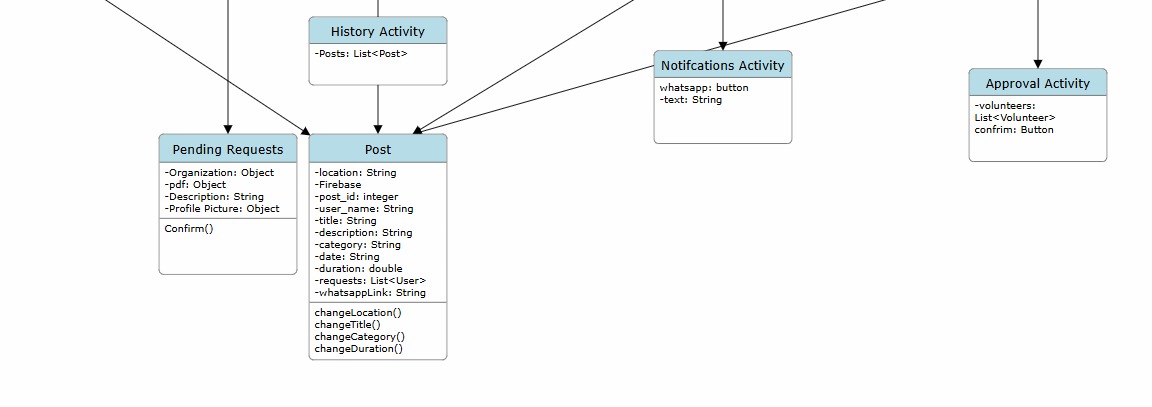 History Activity
-Posts: List<Post>
Notifcations Activity
whatsapp: button
-text: String
Approval Activity
-volunteers:
List<Volunteer>
confrim: Button
Pending Requests
-Organization: Object
-pdf: Object
-Description: String
-Profile Picture: Object
Confirm()
Post
-location: String
-Firebase
-post_id: integer
-user_name: String
-title: String
-description: String
-category: String
-date: String
-duration: double
-requests: List<User>
-whatsappLink: String
changeLocation()
changeTitle()
changeCategory()
changeDuration()